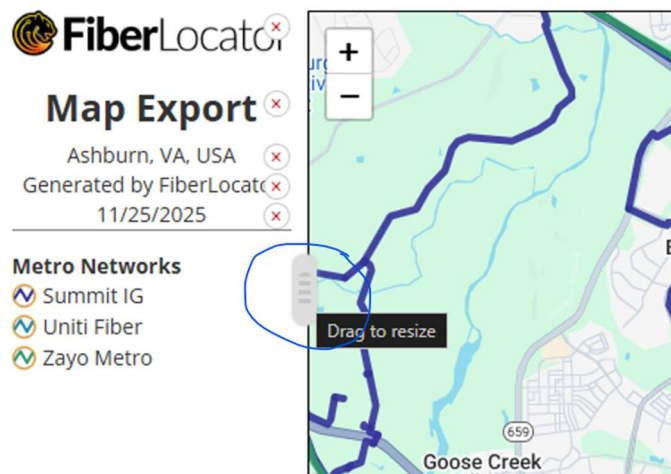 FiberLocator
Map Export
Ashburn, VA, USA
Generated by FiberLocato
11/25/2025
Metro Networks
Summit IG
Uniti Fiber
Zayo Metro
+
−
Drag to resize
659
Goose Creek